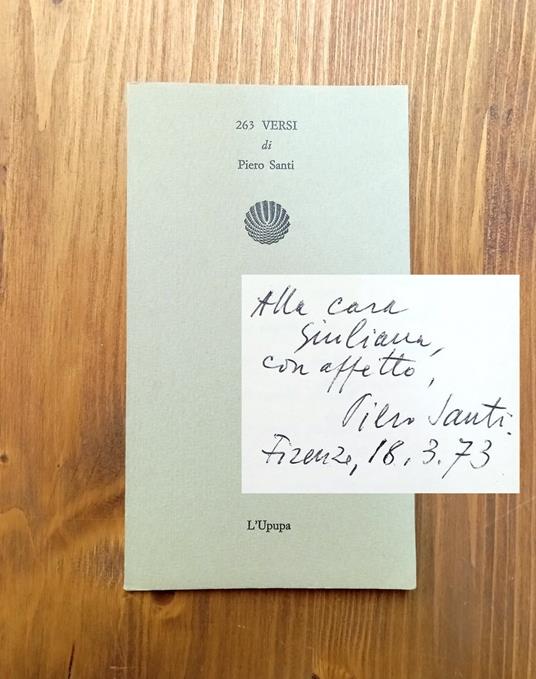 263 VERSI
di
Piero Santi
Alla cara
Giuliana,
con affetto,
Piero Santi.
Firenze, 18.3.73
L'Upupa